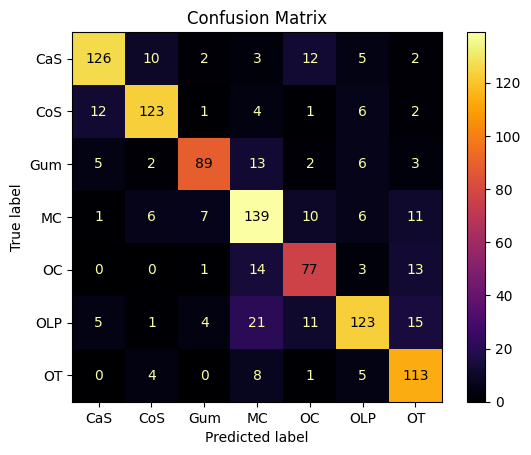 Confusion Matrix
True label
CaS 126 10 2 3 12 5 2
CoS 12 123 1 4 1 6 2
Gum 5 2 89 13 2 6 3
MC 1 6 7 139 10 6 11
OC 0 0 1 14 77 3 13
OLP 5 1 4 21 11 123 15
OT 0 4 0 8 1 5 113
CaS CoS Gum MC OC OLP OT
Predicted label
120
100
80
60
40
20
0